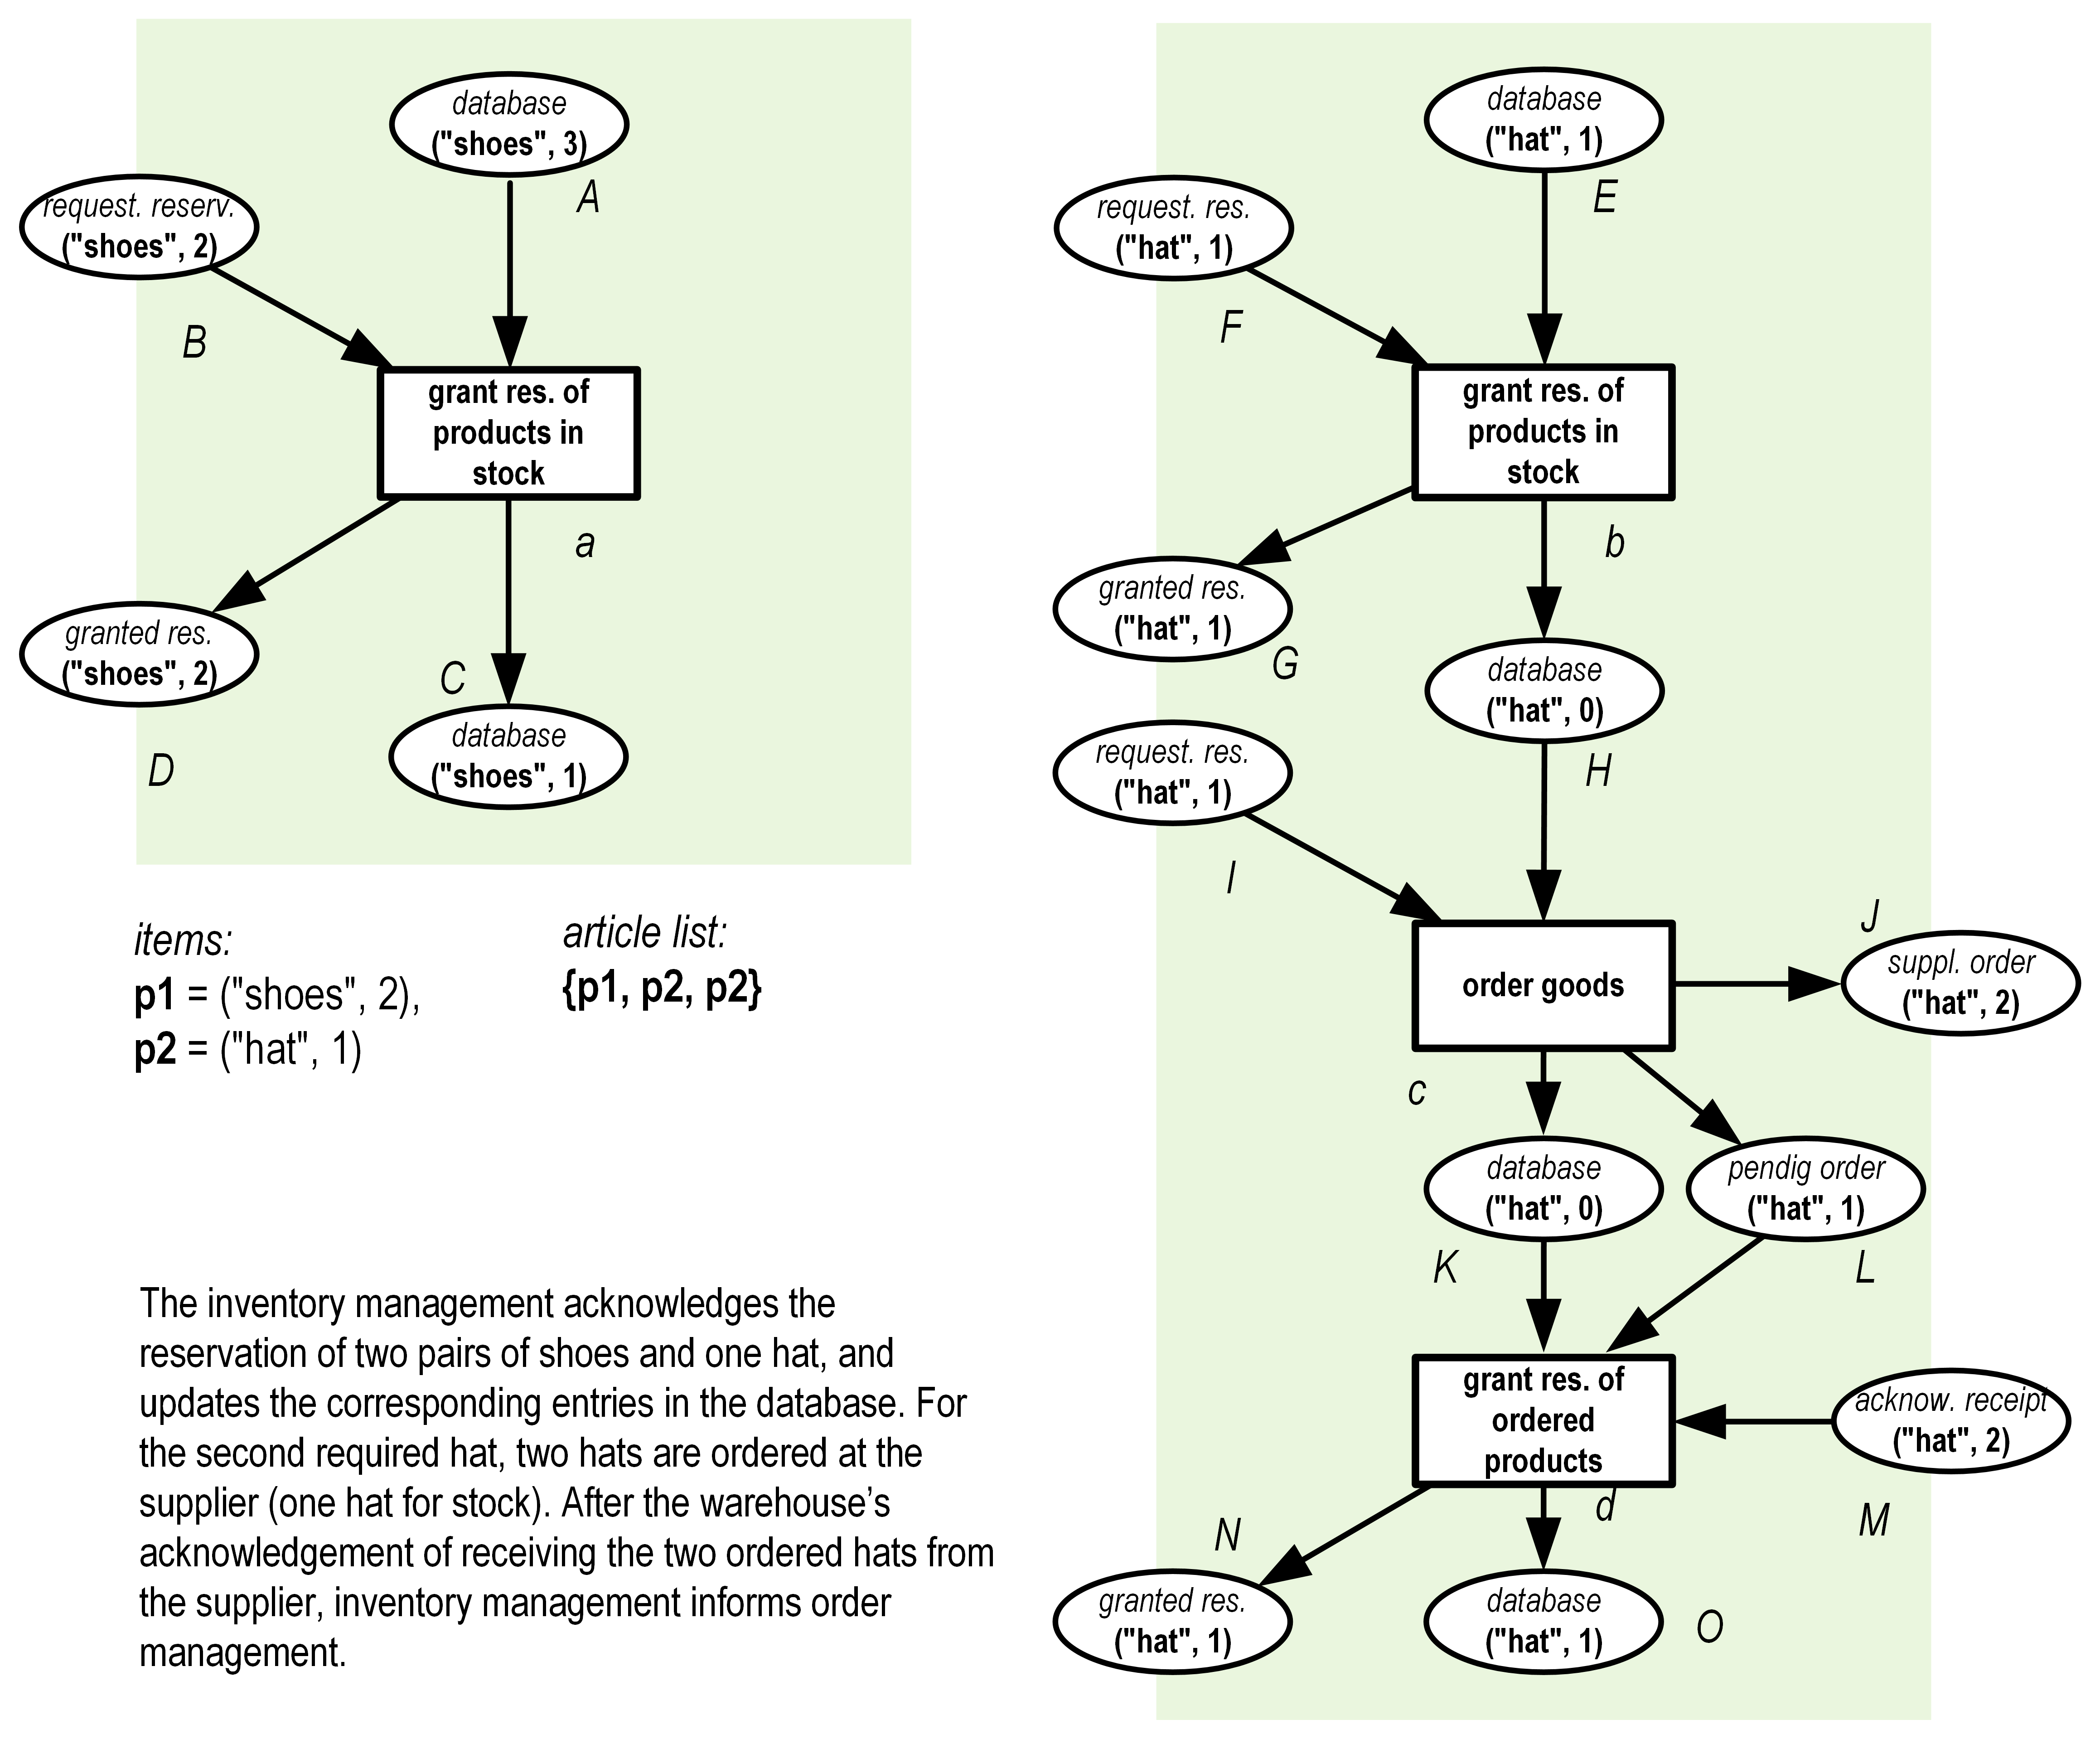 database
("shoes", 3)
A
request. reserv.
("shoes", 2)
B
grant res. of
products in
stock
a
granted res.
("shoes", 2)
D
C
database
("shoes", 1)
items:
p1 = ("shoes", 2),
p2 = ("hat", 1)
article list:
{p1, p2, p2}
The inventory management acknowledges the
reservation of two pairs of shoes and one hat, and
updates the corresponding entries in the database. For
the second required hat, two hats are ordered at the
supplier (one hat for stock). After the warehouse’s
acknowledgement of receiving the two ordered hats from
the supplier, inventory management informs order
management.
database
("hat", 1)
E
request. res.
("hat", 1)
F
grant res. of
products in
stock
b
granted res.
("hat", 1)
G
database
("hat", 0)
H
request. res.
("hat", 1)
I
order goods
J
suppl. order
("hat", 2)
c
database
("hat", 0)
K
pendig order
("hat", 1)
L
grant res. of
ordered
products
d
acknow. receipt
("hat", 2)
M
N
granted res.
("hat", 1)
database
("hat", 1)
O